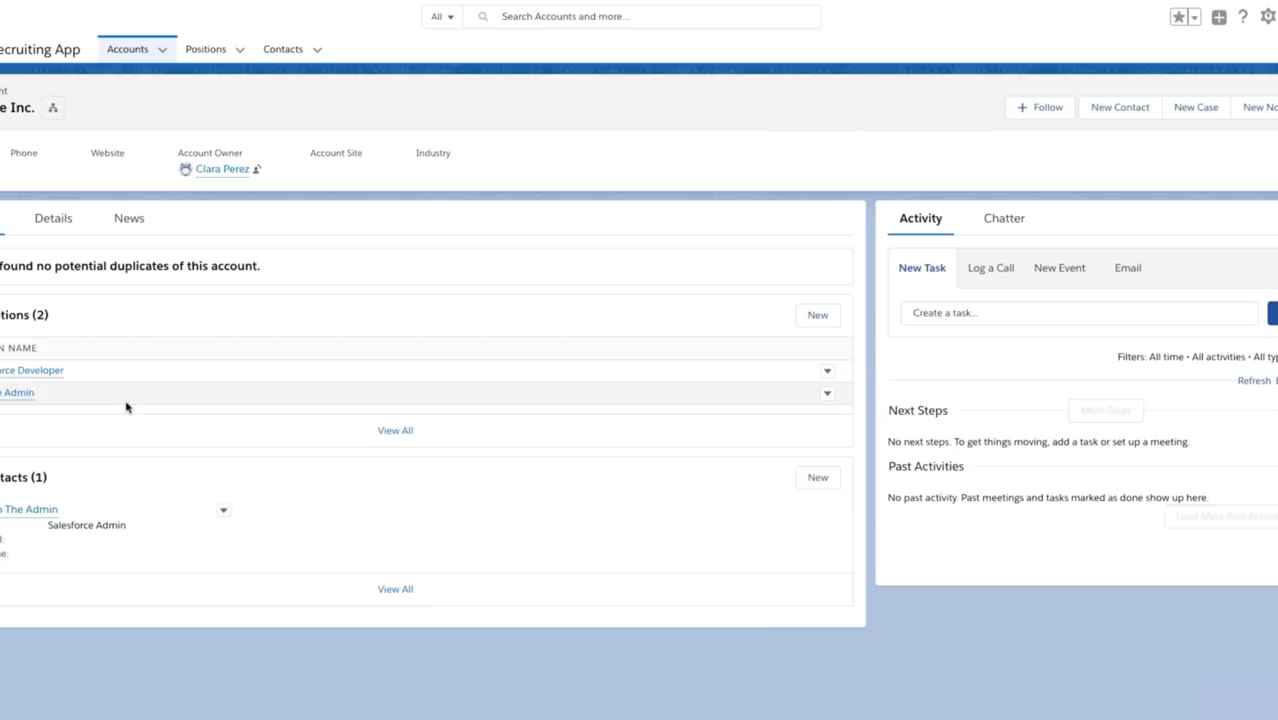 All
Search Accounts and more...
ecruiting App
Accounts
Positions
Contacts
nt
e Inc.
Follow
New Contact
New Case
New No
Phone
Website
Account Owner
Account Site
Industry
Clara Perez
Details
News
found no potential duplicates of this account.
tions (2)
New
N NAME
orce Developer
e Admin
View All
tacts (1)
New
o The Admin
Salesforce Admin
l:
e:
View All
Activity
Chatter
New Task
Log a Call
New Event
Email
Create a task...
Filters: All time • All activities • All typ
Refresh
Next Steps
More Steps
No next steps. To get things moving, add a task or set up a meeting.
Past Activities
No past activity. Past meetings and tasks marked as done show up here.
Load More Past Activi